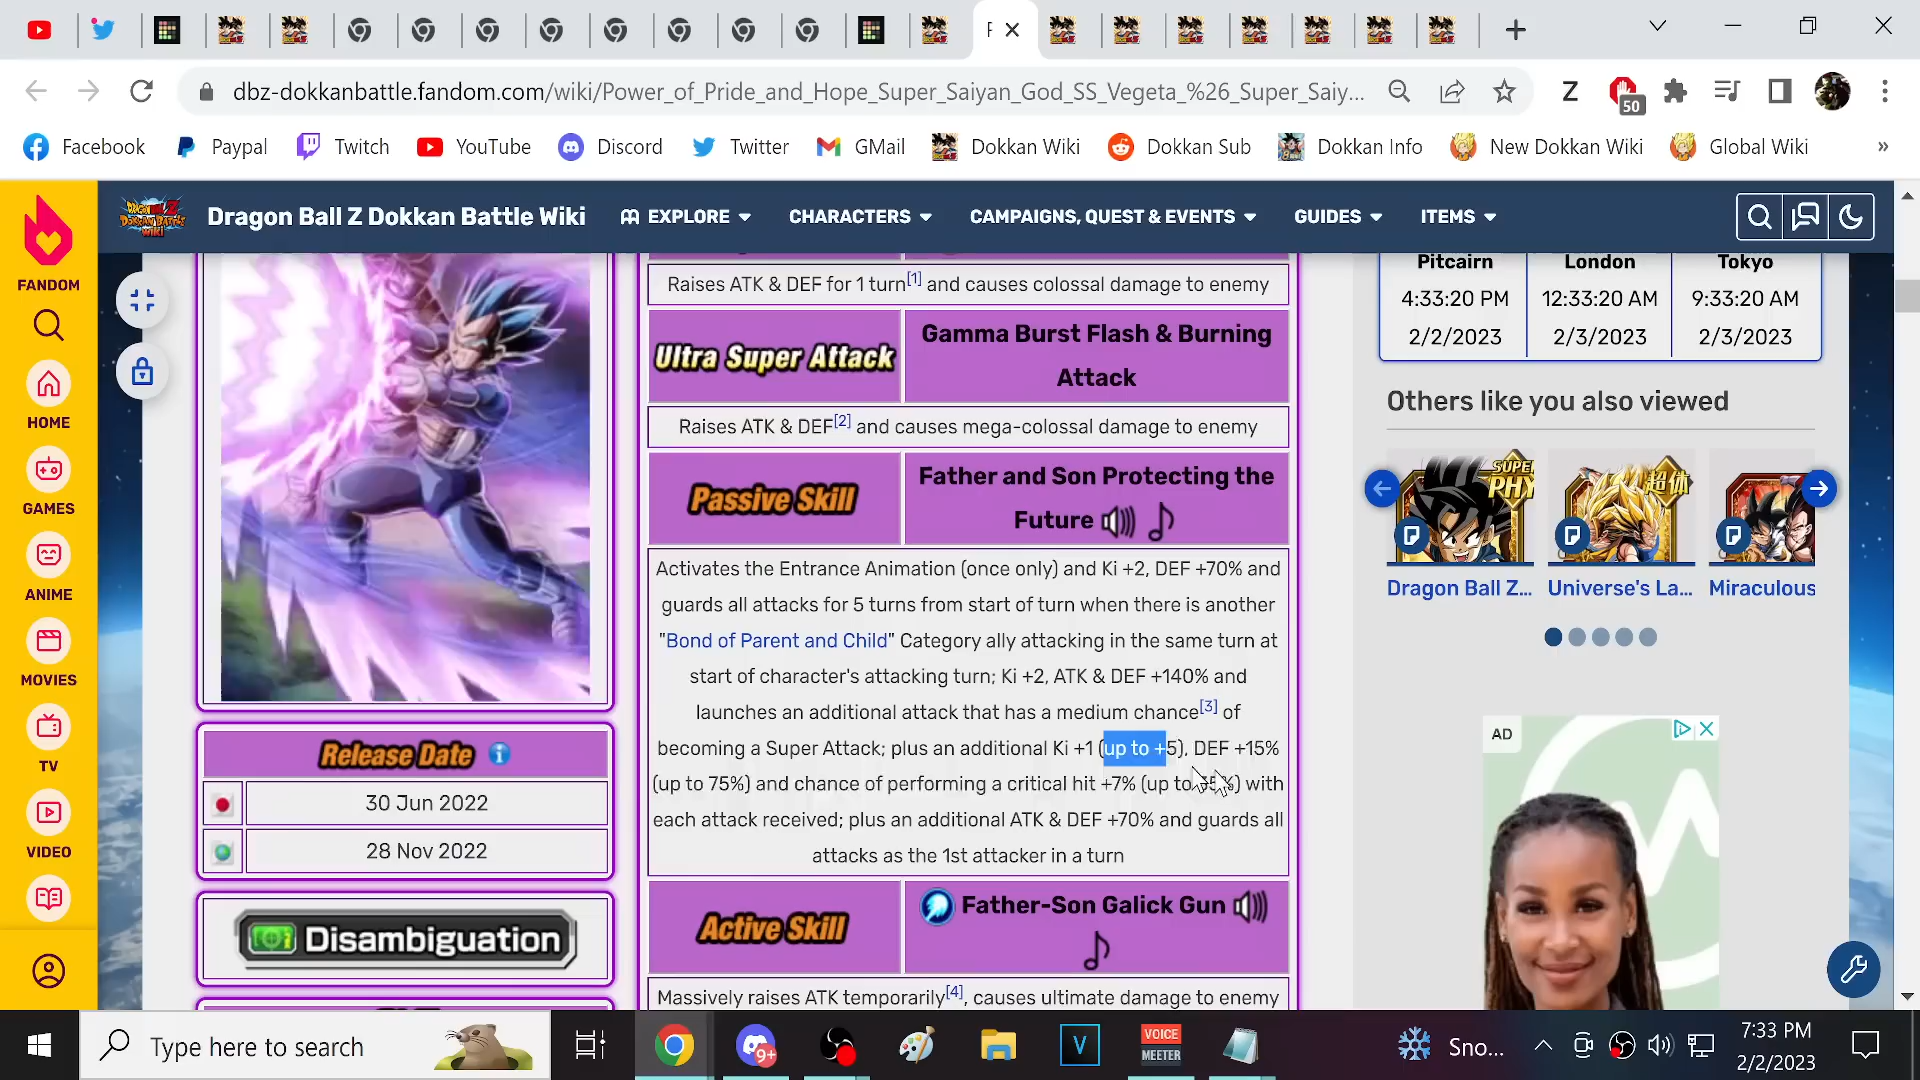 F
dbz-dokkanbattle.fandom.com/wiki/Power_of_Pride_and_Hope_Super_Saiyan_God_SS_Vegeta_%26_Super_Saiy...
Z
50
Facebook
Paypal
Twitch
YouTube
Discord
Twitter
GMail
Dokkan Wiki
Dokkan Sub
Dokkan Info
New Dokkan Wiki
Global Wiki
»
Dragon Ball Z Dokkan Battle Wiki
EXPLORE
CHARACTERS
CAMPAIGNS, QUEST & EVENTS
GUIDES
ITEMS
FANDOM
HOME
GAMES
ANIME
MOVIES
TV
VIDEO
Release Date
30 Jun 2022
28 Nov 2022
Disambiguation
Raises ATK & DEF for 1 turn[1] and causes colossal damage to enemy
Ultra Super Attack
Gamma Burst Flash & Burning
Attack
Raises ATK & DEF[2] and causes mega-colossal damage to enemy
Passive Skill
Father and Son Protecting the
Future
Activates the Entrance Animation (once only) and Ki +2, DEF +70% and
guards all attacks for 5 turns from start of turn when there is another
"Bond of Parent and Child" Category ally attacking in the same turn at
start of character's attacking turn; Ki +2, ATK & DEF +140% and
launches an additional attack that has a medium chance[3] of
becoming a Super Attack; plus an additional Ki +1 (up to +5), DEF +15%
(up to 75%) and chance of performing a critical hit +7% (up to 35%) with
each attack received; plus an additional ATK & DEF +70% and guards all
attacks as the 1st attacker in a turn
Active Skill
Father-Son Galick Gun
Massively raises ATK temporarily[4], causes ultimate damage to enemy
Pitcairn
London
Tokyo
4:33:20 PM
12:33:20 AM
9:33:20 AM
2/2/2023
2/3/2023
2/3/2023
Others like you also viewed
SUPER
PHY
超体
Dragon Ball Z...
Universe's La...
Miraculous
AD
Type here to search
9+
V
VOICE
MEETER
Sno...
7:33 PM
2/2/2023